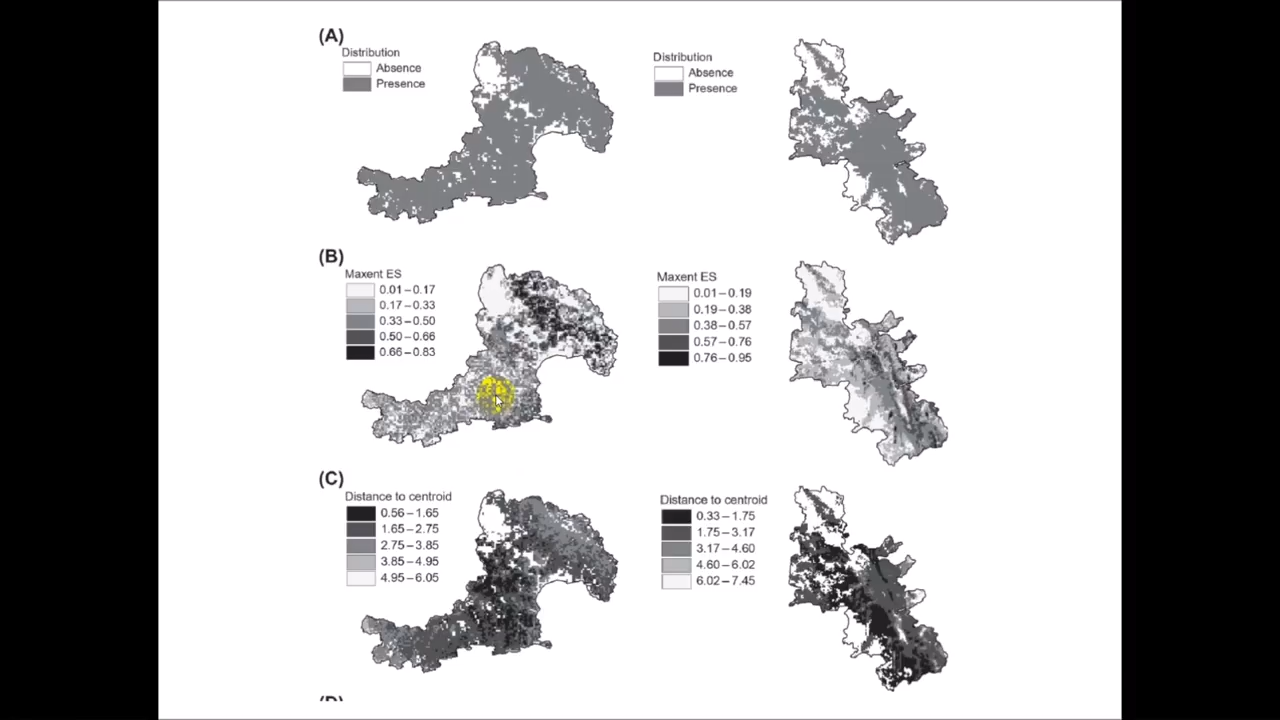 (A)
Distribution
Absence
Presence
Distribution
Absence
Presence
(B)
Maxent ES
0.01–0.17
0.17–0.33
0.33–0.50
0.50–0.66
0.66–0.83
Maxent ES
0.01–0.19
0.19–0.38
0.38–0.57
0.57–0.76
0.76–0.95
(C)
Distance to centroid
0.56–1.65
1.65–2.75
2.75–3.85
3.85–4.95
4.95–6.05
Distance to centroid
0.33–1.75
1.75–3.17
3.17–4.60
4.60–6.02
6.02–7.45